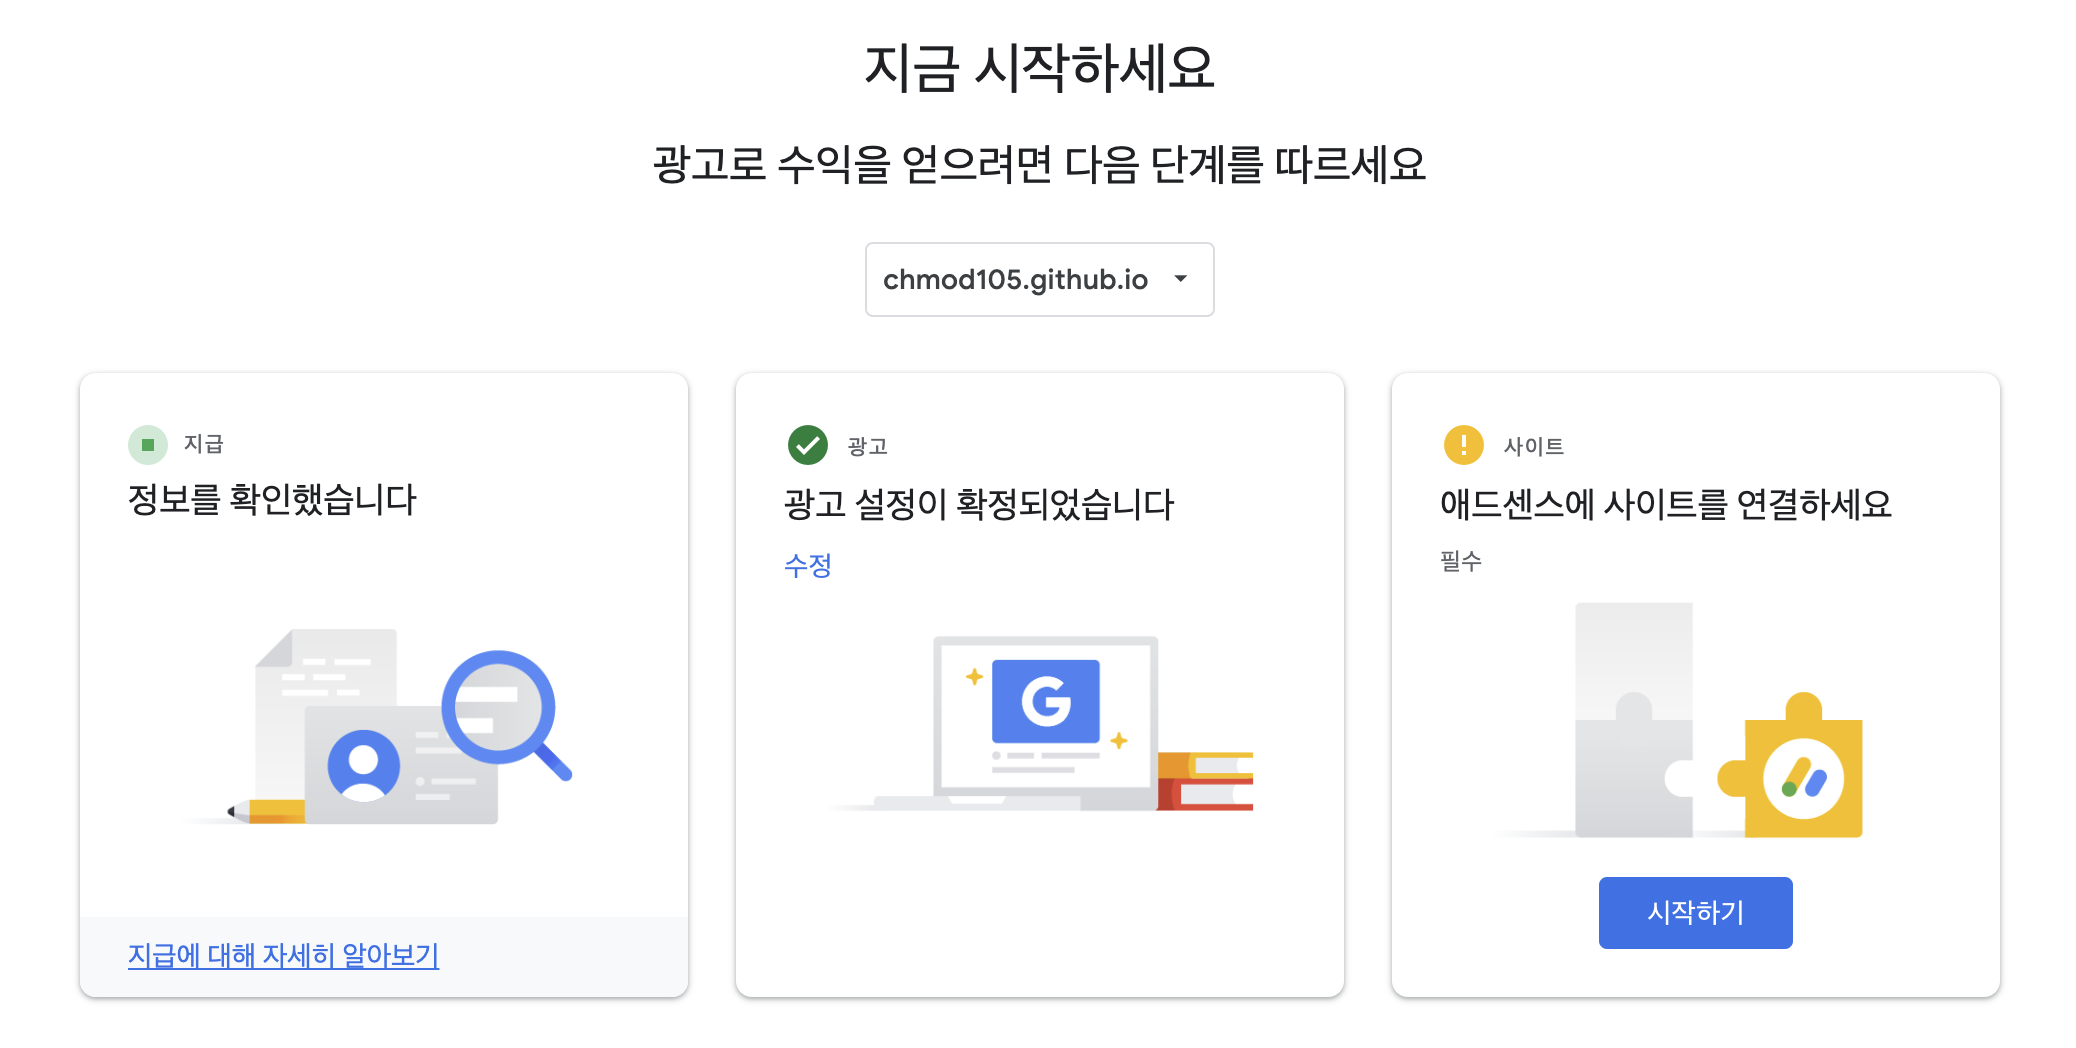 지금 시작하세요
광고로 수익을 얻으려면 다음 단계를 따르세요
chmod105.github.io
지급
정보를 확인했습니다
지급에 대해 자세히 알아보기
광고
광고 설정이 확정되었습니다
수정
G
사이트
애드센스에 사이트를 연결하세요
필수
시작하기